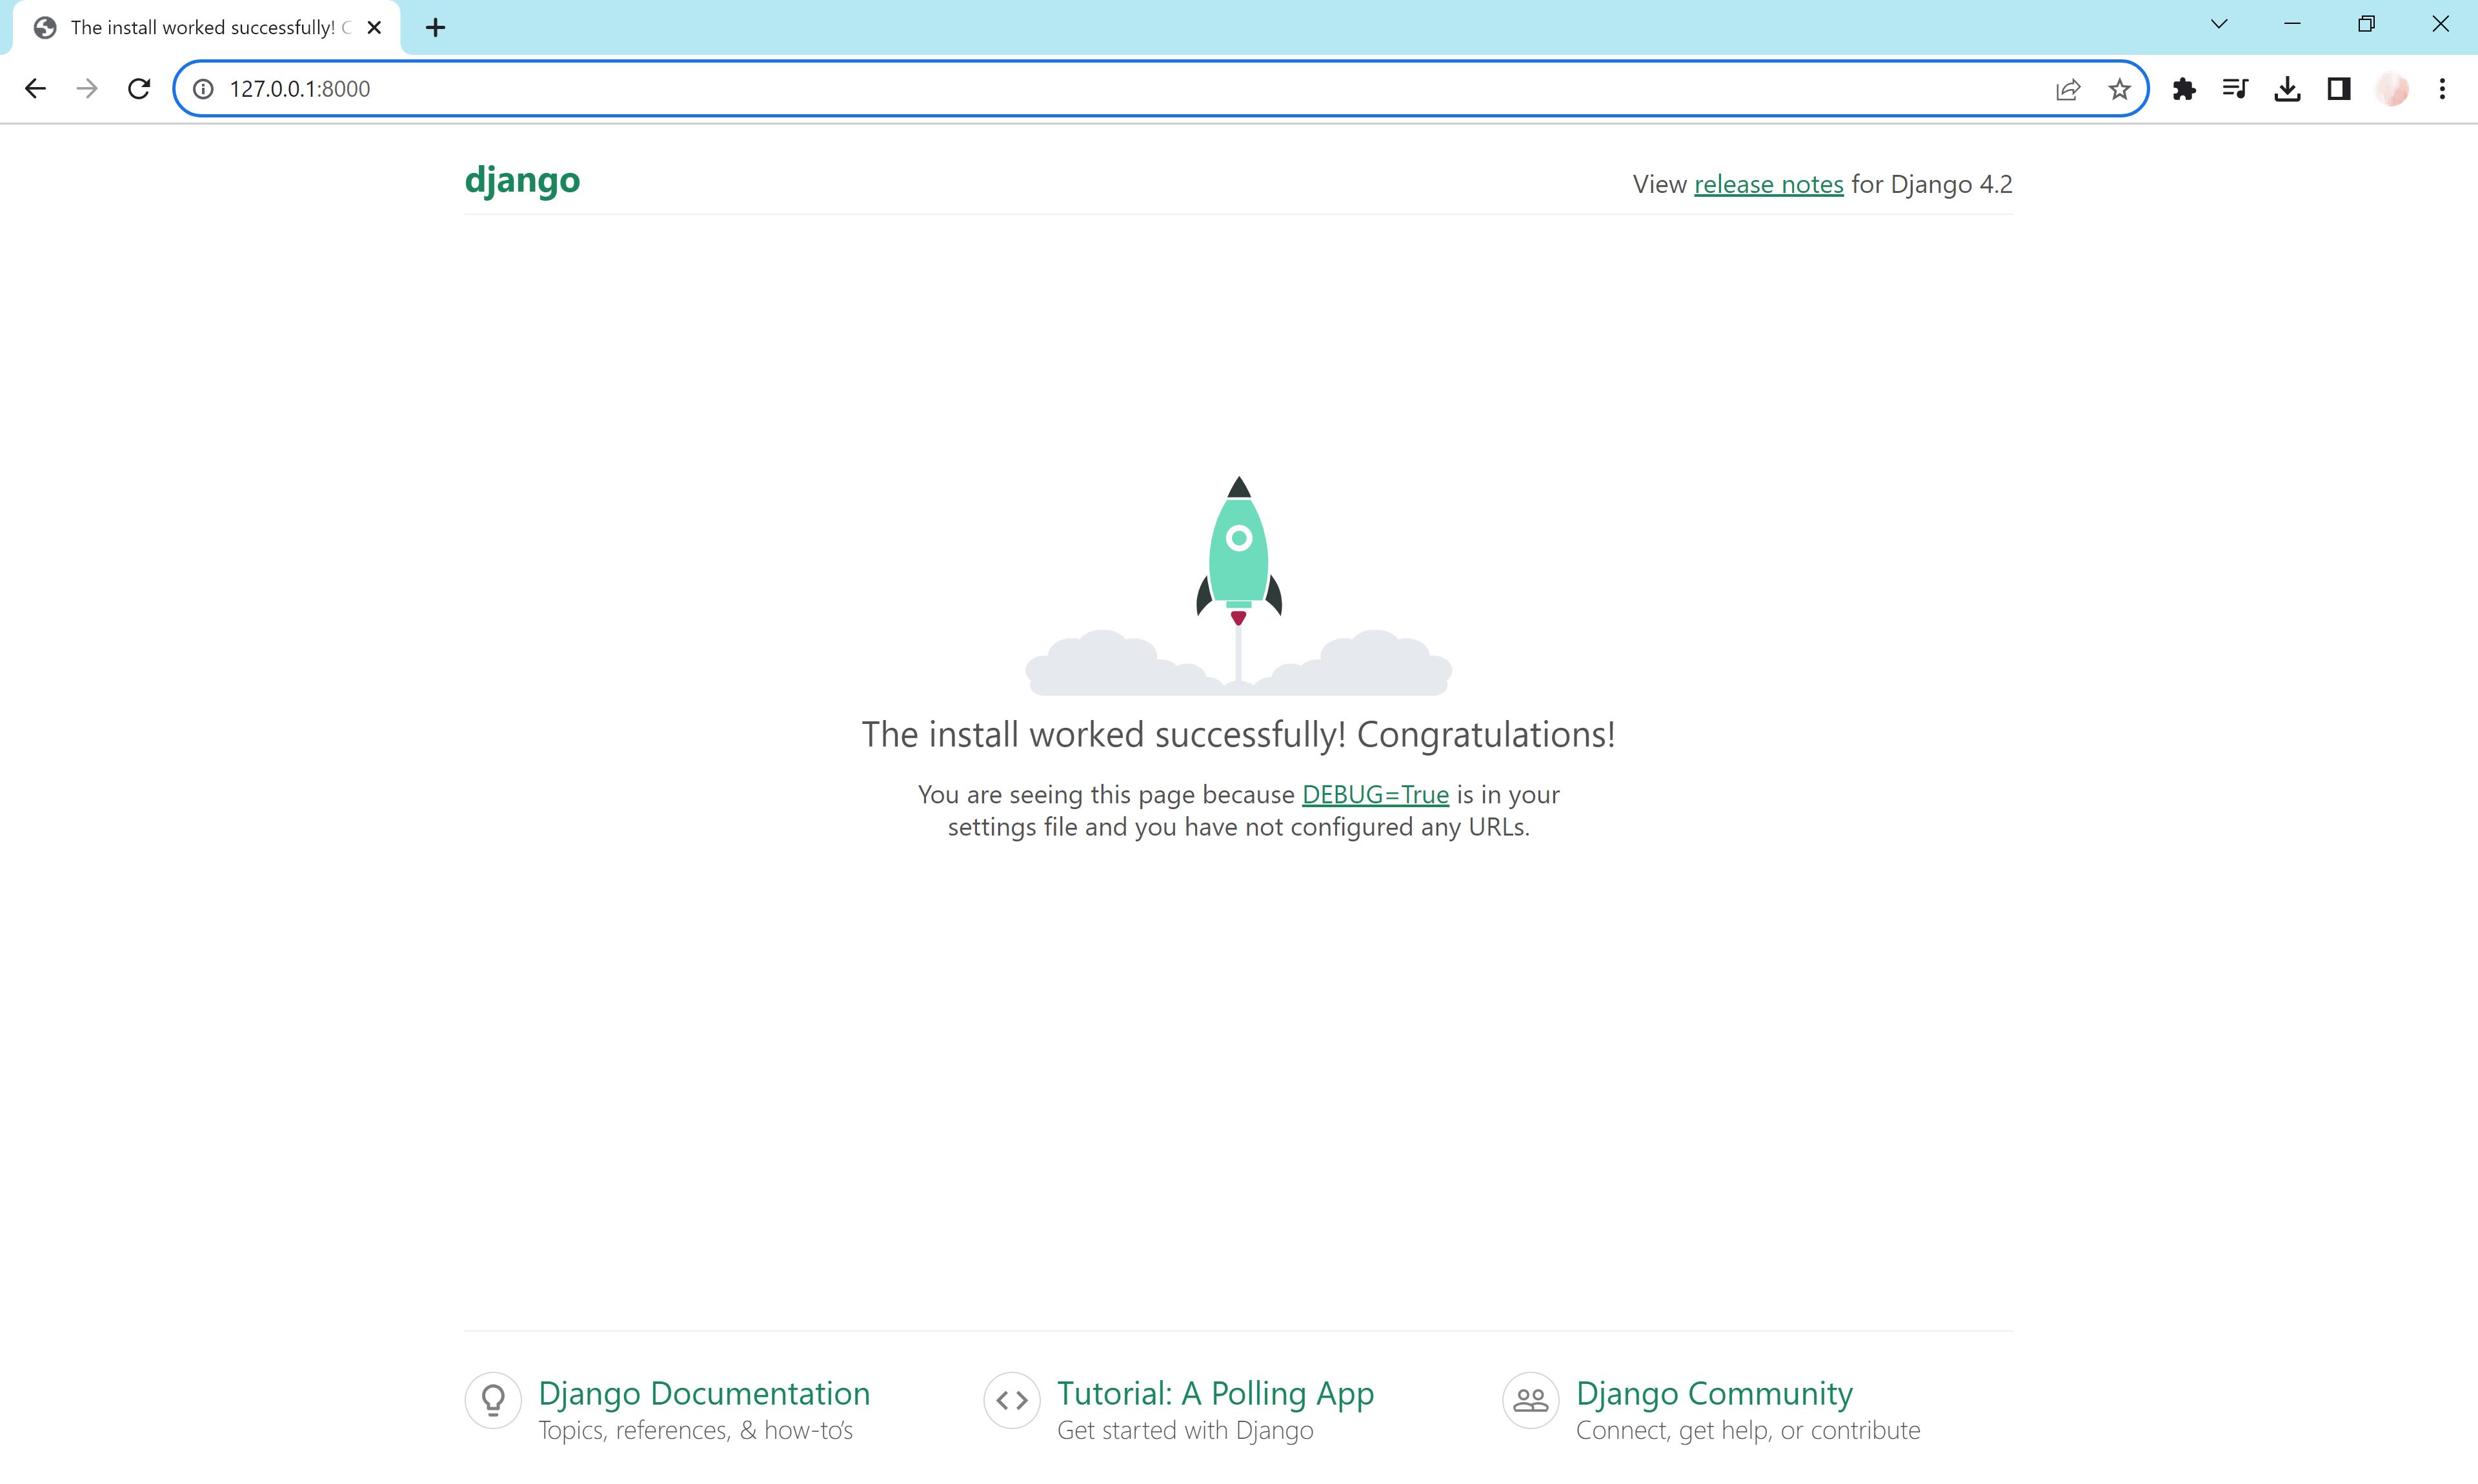 The install worked successfully! C
127.0.0.1:8000
django
View release notes for Django 4.2
The install worked successfully! Congratulations!
You are seeing this page because DEBUG=True is in your
settings file and you have not configured any URLs.
Django Documentation
Topics, references, & how-to’s
Tutorial: A Polling App
Get started with Django
Django Community
Connect, get help, or contribute